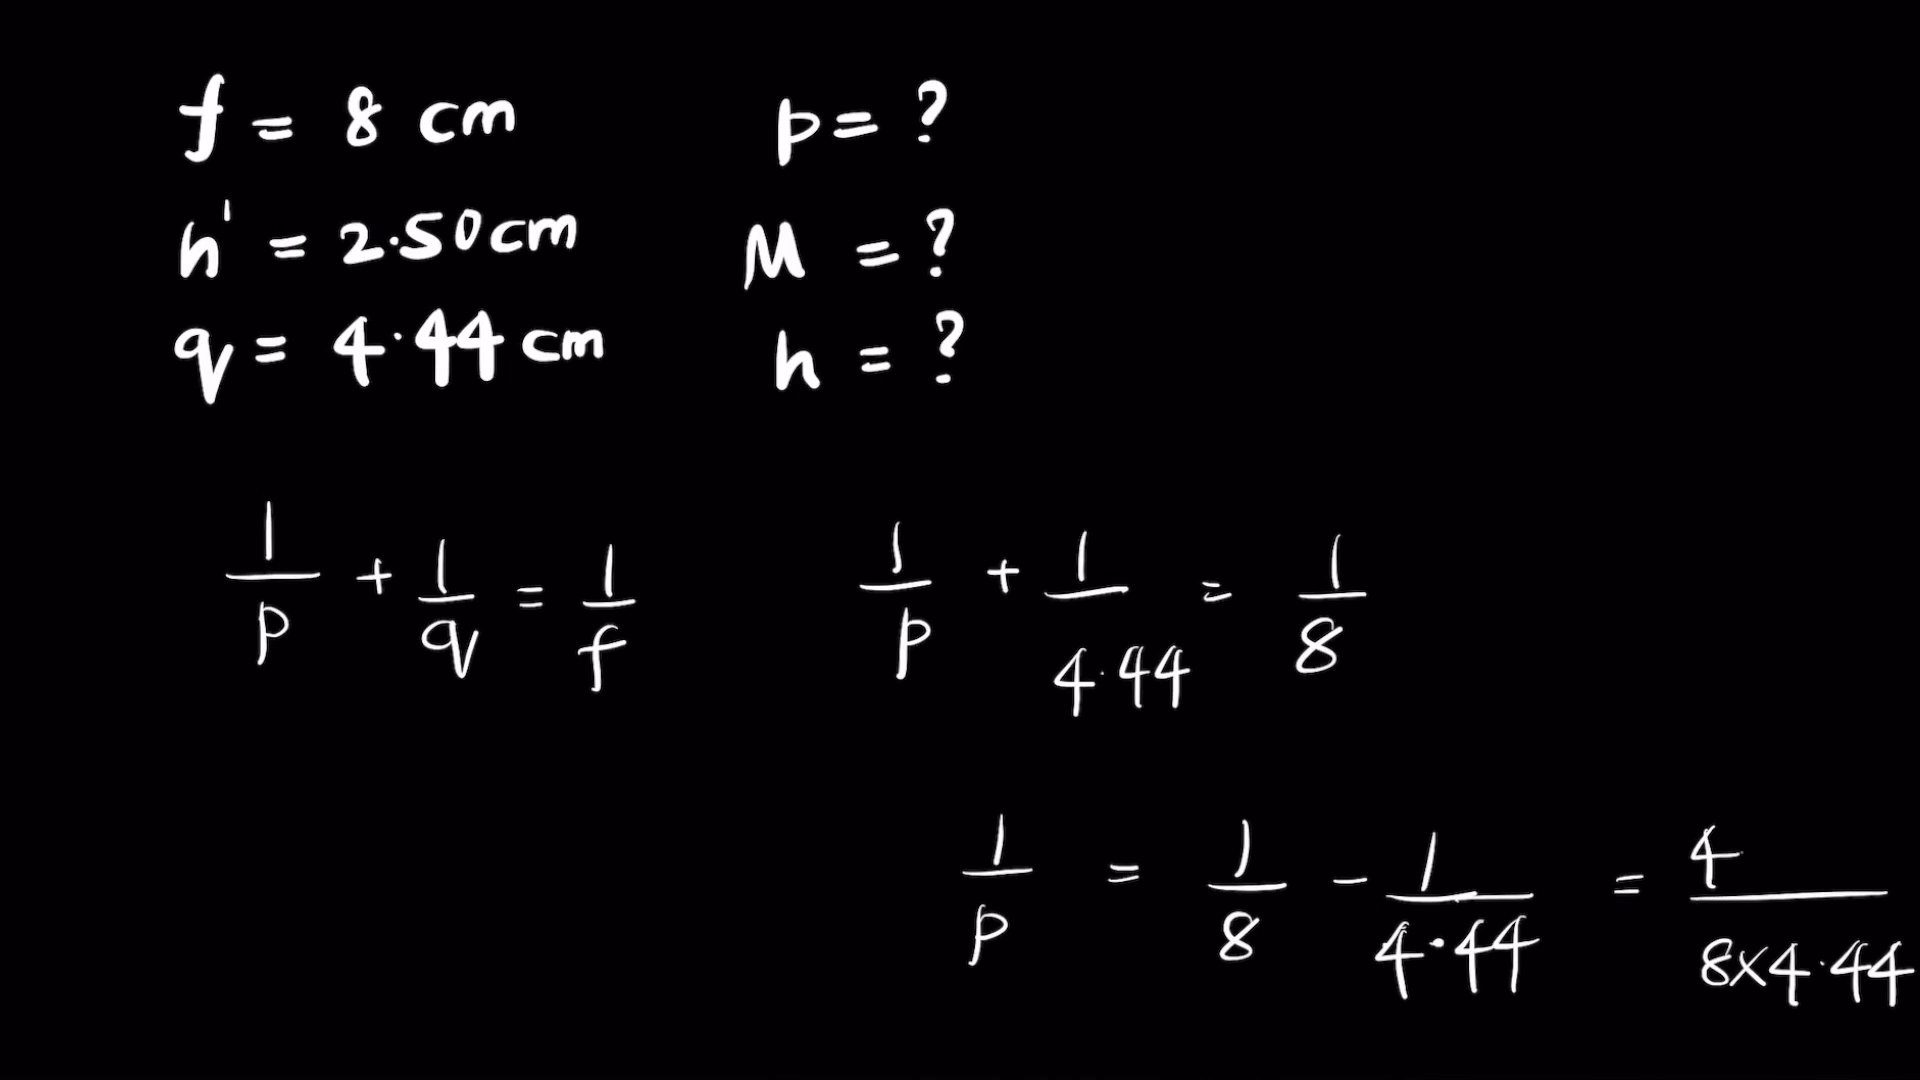 f = 8 cm
p = ?
h' = 2.50 cm
M = ?
q = 4.44 cm
h = ?
1/p + 1/q = 1/f
1/p + 1/4.44 = 1/8
1/p = 1/8 - 1/4.44 = 4/8x4.44